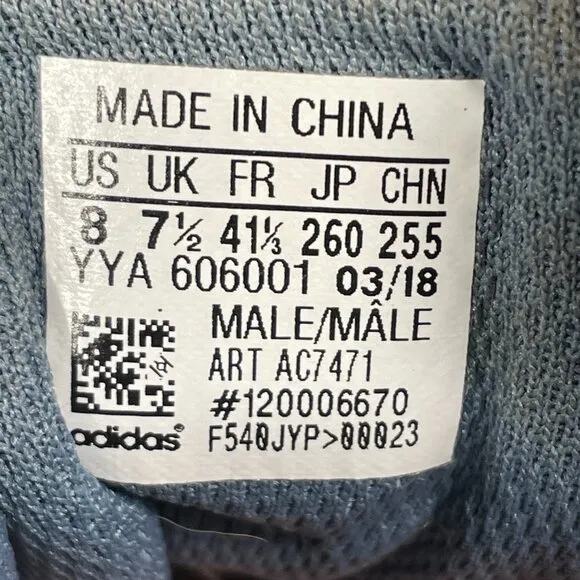 MADE IN CHINA
US UK FR JP CHN
8 7½ 41⅓ 260 255
YYA 606001 03/18
MALE/MÂLE
ART AC7471
#120006670
adidas® F540JYP>00023